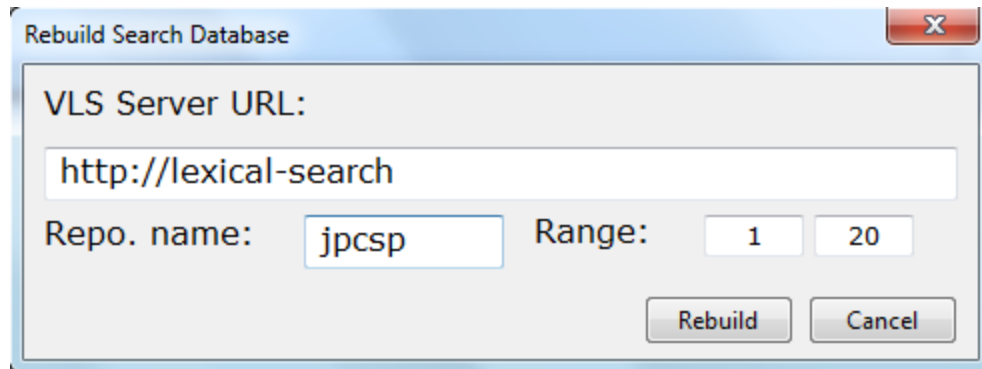 Rebuild Search Database
VLS Server URL:
http://lexical-search
Repo. name: jpcsp Range: 1 20
Rebuild Cancel